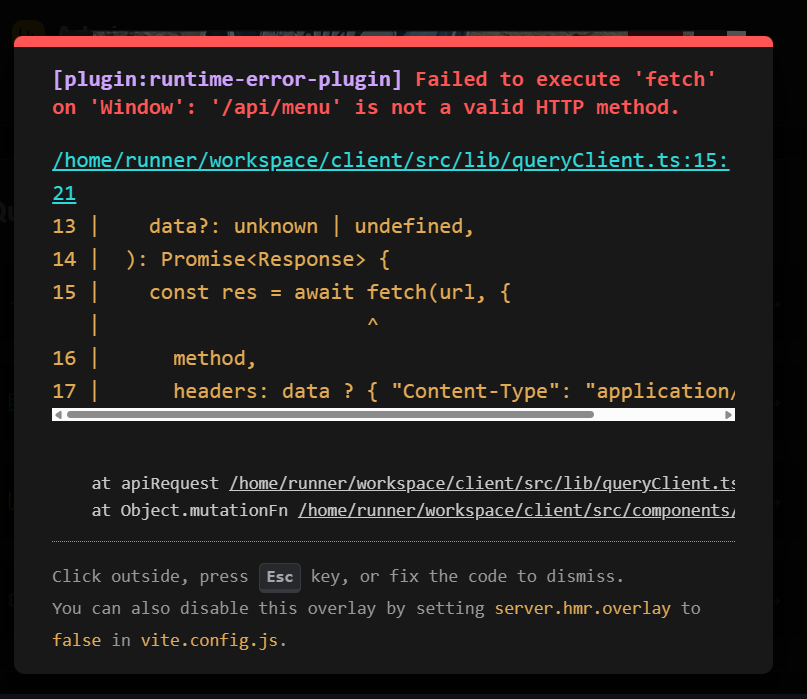 [plugin:runtime-error-plugin] Failed to execute 'fetch'
on 'Window': '/api/menu' is not a valid HTTP method.
/home/runner/workspace/client/src/lib/queryClient.ts:15:
21
13 |    data?: unknown | undefined,
14 |  ): Promise<Response> {
15 |    const res = await fetch(url, {
   |                      ^
16 |      method,
17 |      headers: data ? { "Content-Type": "application/
at apiRequest /home/runner/workspace/client/src/lib/queryClient.ts
at Object.mutationFn /home/runner/workspace/client/src/components/
Click outside, press Esc key, or fix the code to dismiss.
You can also disable this overlay by setting server.hmr.overlay to
false in vite.config.js.